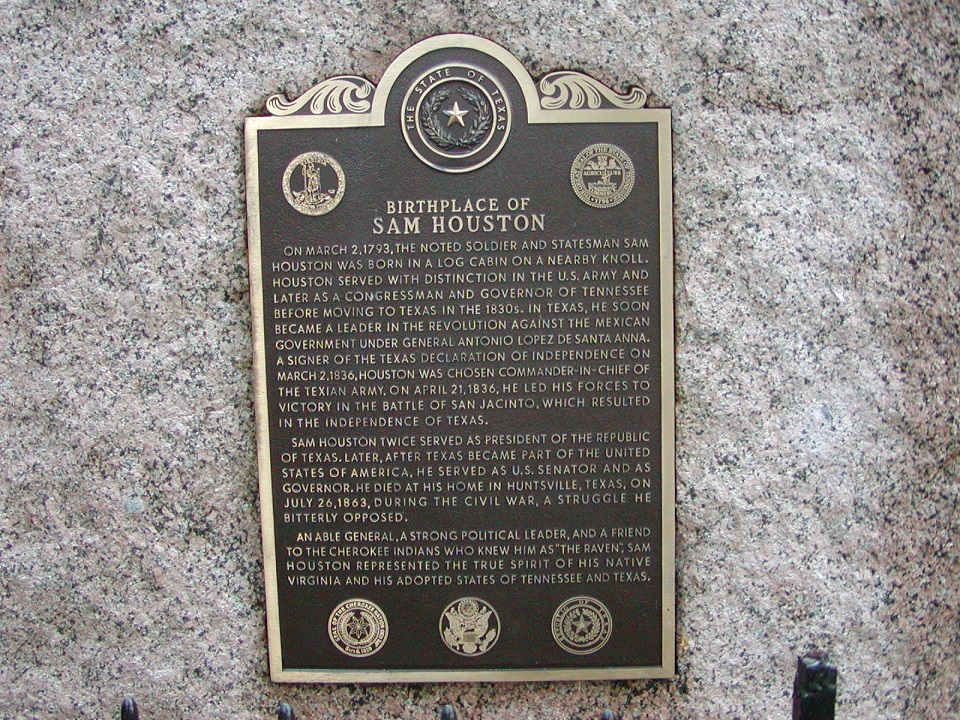 THE STATE OF TEXAS
AGRICULTURE
1796
BIRTHPLACE OF
SAM HOUSTON
ON MARCH 2,1793, THE NOTED SOLDIER AND STATESMAN SAM
HOUSTON WAS BORN IN A LOG CABIN ON A NEARBY KNOLL.
HOUSTON SERVED WITH DISTINCTION IN THE U.S. ARMY AND
LATER AS A CONGRESSMAN AND GOVERNOR OF TENNESSEE
BEFORE MOVING TO TEXAS IN THE 1830s. IN TEXAS, HE SOON
BECAME A LEADER IN THE REVOLUTION AGAINST THE MEXICAN
GOVERNMENT UNDER GENERAL ANTONIO LOPEZ DE SANTA ANNA.
A SIGNER OF THE TEXAS DECLARATION OF INDEPENDENCE ON
MARCH 2,1836, HOUSTON WAS CHOSEN COMMANDER-IN-CHIEF OF
THE TEXIAN ARMY. ON APRIL 21,1836, HE LED HIS FORCES TO
VICTORY IN THE BATTLE OF SAN JACINTO, WHICH RESULTED
IN THE INDEPENDENCE OF TEXAS.
SAM HOUSTON TWICE SERVED AS PRESIDENT OF THE REPUBLIC
OF TEXAS. LATER, AFTER TEXAS BECAME PART OF THE UNITED
STATES OF AMERICA, HE SERVED AS U.S. SENATOR AND AS
GOVERNOR. HE DIED AT HIS HOME IN HUNTSVILLE, TEXAS, ON
JULY 26,1863, DURING THE CIVIL WAR, A STRUGGLE HE
BITTERLY OPPOSED.
AN ABLE GENERAL, A STRONG POLITICAL LEADER, AND A FRIEND
TO THE CHEROKEE INDIANS WHO KNEW HIM AS "THE RAVEN", SAM
HOUSTON REPRESENTED THE TRUE SPIRIT OF HIS NATIVE
VIRGINIA AND HIS ADOPTED STATES OF TENNESSEE AND TEXAS.
SEAL OF THE CHEROKEE NATION